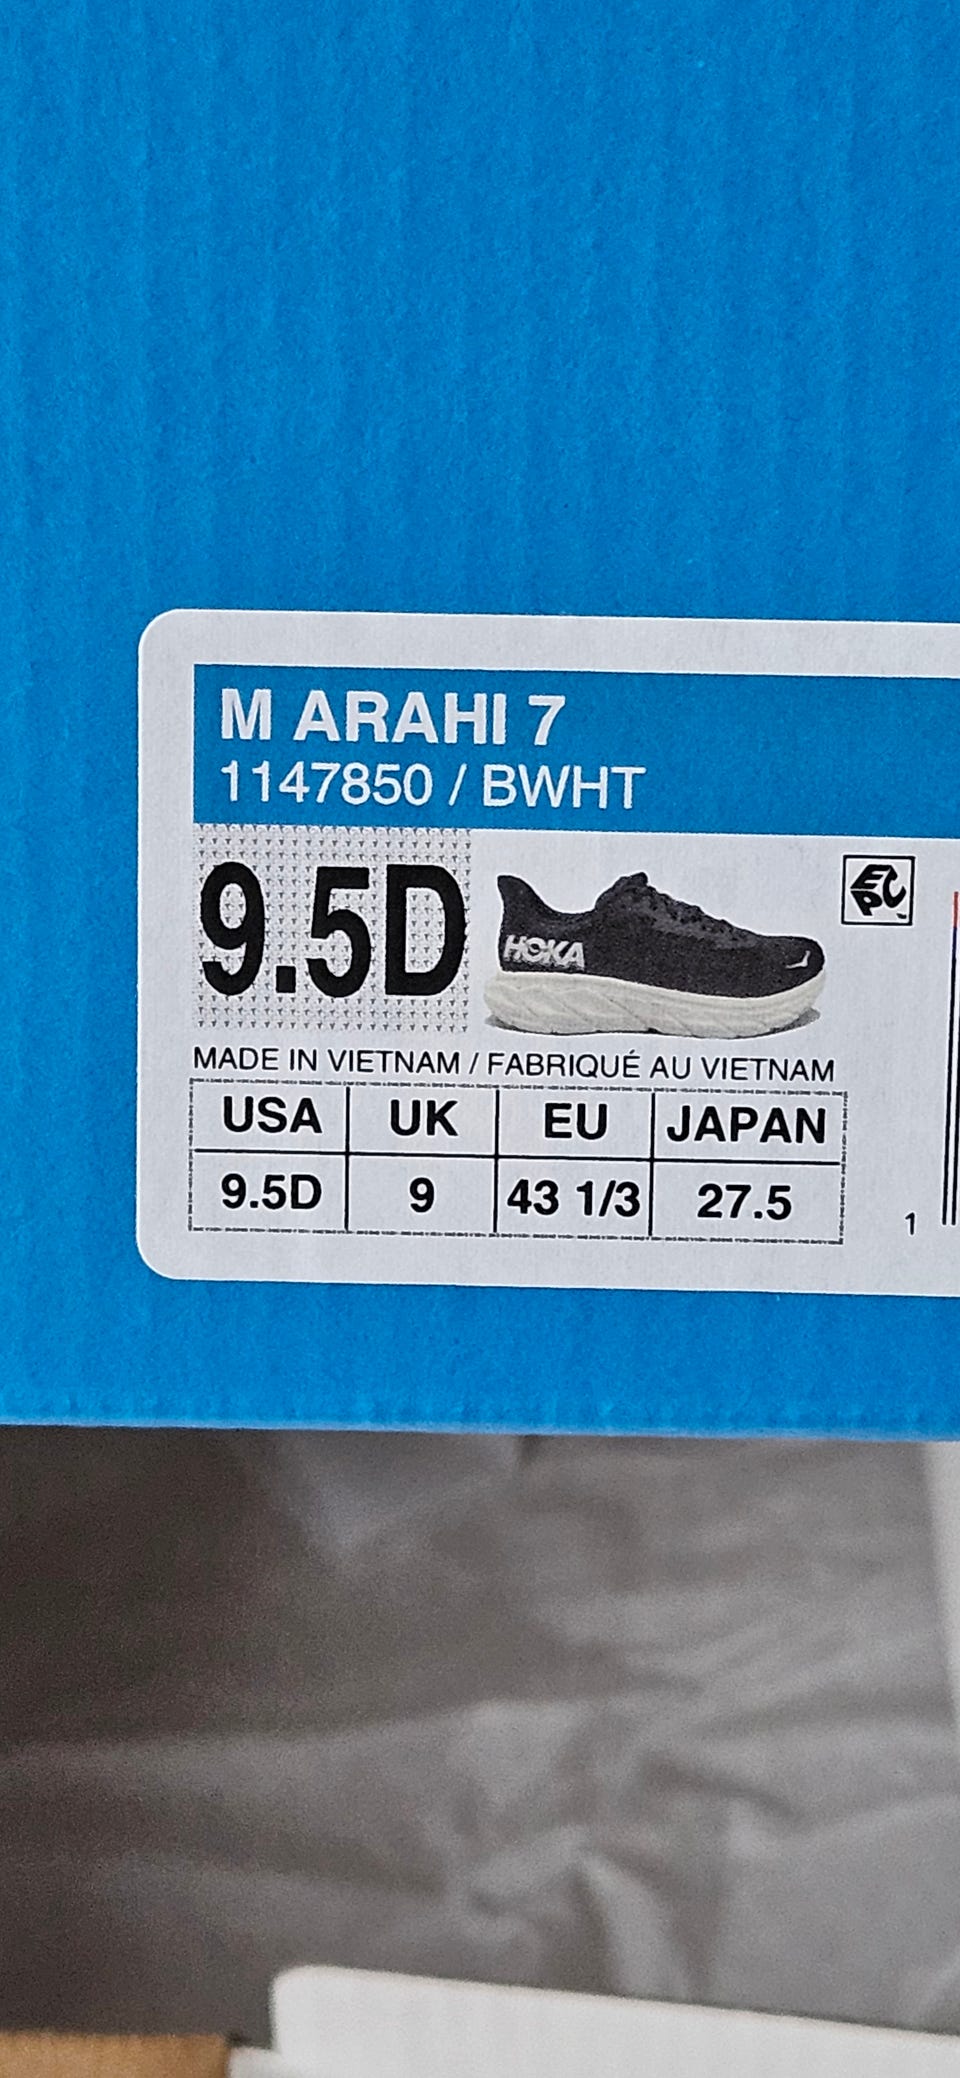 M ARAHI 7
1147850 / BWHT
9.5D
HOKA
MADE IN VIETNAM / FABRIQUÉ AU VIETNAM
USA UK EU JAPAN
9.5D 9 43 1/3 27.5
1